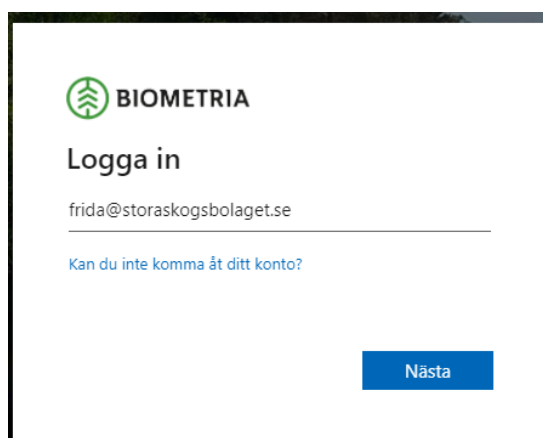 BIOMETRIA
Logga in
frida@storaskogsbolaget.se
Kan du inte komma åt ditt konto?
Nästa